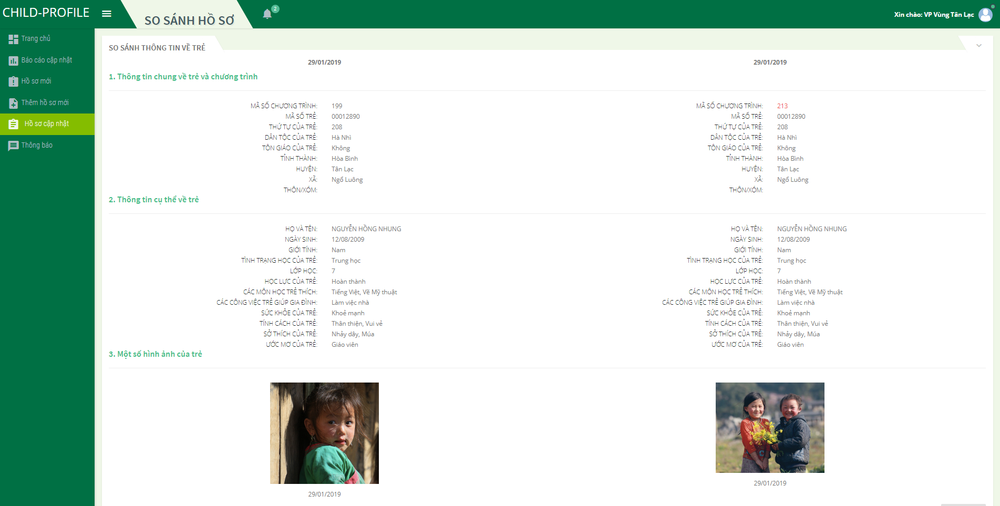 CHILD-PROFILE
SO SÁNH HỒ SƠ
2
Xin chào: VP Vùng Tân Lạc
Trang chủ
Báo cáo cập nhật
Hồ sơ mới
Thêm hồ sơ mới
Hồ sơ cập nhật
Thông báo
SO SÁNH THÔNG TIN VỀ TRẺ
29/01/2019 29/01/2019
1. Thông tin chung về trẻ và chương trình
MÃ SỐ CHƯƠNG TRÌNH: 199 MÃ SỐ CHƯƠNG TRÌNH: 213
MÃ SỐ TRẺ: 00012890 MÃ SỐ TRẺ: 00012890
THỨ TỰ CỦA TRẺ: 208 THỨ TỰ CỦA TRẺ: 208
DÂN TỘC CỦA TRẺ: Hà Nhì DÂN TỘC CỦA TRẺ: Hà Nhì
TÔN GIÁO CỦA TRẺ: Không TÔN GIÁO CỦA TRẺ: Không
TỈNH THÀNH: Hòa Bình TỈNH THÀNH: Hòa Bình
HUYỆN: Tân Lạc HUYỆN: Tân Lạc
XÃ: Ngổ Luông XÃ: Ngổ Luông
THÔN/XÓM: THÔN/XÓM:
2. Thông tin cụ thể về trẻ
HỌ VÀ TÊN: NGUYỄN HỒNG NHUNG HỌ VÀ TÊN: NGUYỄN HỒNG NHUNG
NGÀY SINH: 12/08/2009 NGÀY SINH: 12/08/2009
GIỚI TÍNH: Nam GIỚI TÍNH: Nam
TÌNH TRẠNG HỌC CỦA TRẺ: Trung học TÌNH TRẠNG HỌC CỦA TRẺ: Trung học
LỚP HỌC: 7 LỚP HỌC: 7
HỌC LỰC CỦA TRẺ: Hoàn thành HỌC LỰC CỦA TRẺ: Hoàn thành
CÁC MÔN HỌC TRẺ THÍCH: Tiếng Việt, Vẽ Mỹ thuật CÁC MÔN HỌC TRẺ THÍCH: Tiếng Việt, Vẽ Mỹ thuật
CÁC CÔNG VIỆC TRẺ GIÚP GIA ĐÌNH: Làm việc nhà CÁC CÔNG VIỆC TRẺ GIÚP GIA ĐÌNH: Làm việc nhà
SỨC KHỎE CỦA TRẺ: Khoẻ mạnh SỨC KHỎE CỦA TRẺ: Khoẻ mạnh
TÍNH CÁCH CỦA TRẺ: Thân thiện, Vui vẻ TÍNH CÁCH CỦA TRẺ: Thân thiện, Vui vẻ
SỞ THÍCH CỦA TRẺ: Nhảy dây, Múa SỞ THÍCH CỦA TRẺ: Nhảy dây, Múa
ƯỚC MƠ CỦA TRẺ: Giáo viên ƯỚC MƠ CỦA TRẺ: Giáo viên
3. Một số hình ảnh của trẻ
29/01/2019
29/01/2019